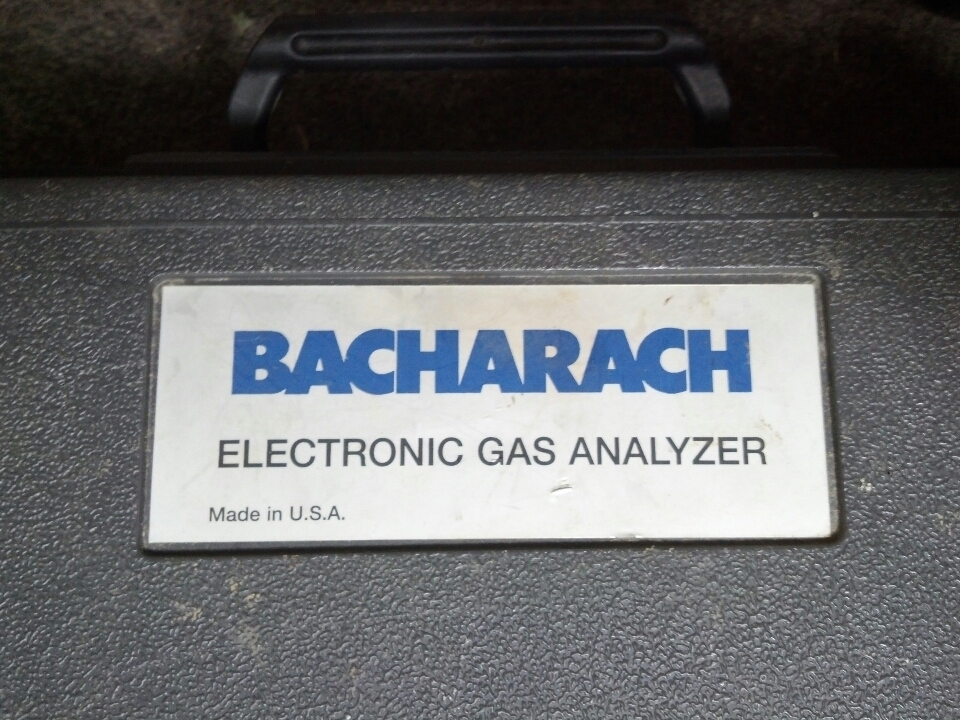 BACHARACH
ELECTRONIC GAS ANALYZER
Made in U.S.A.